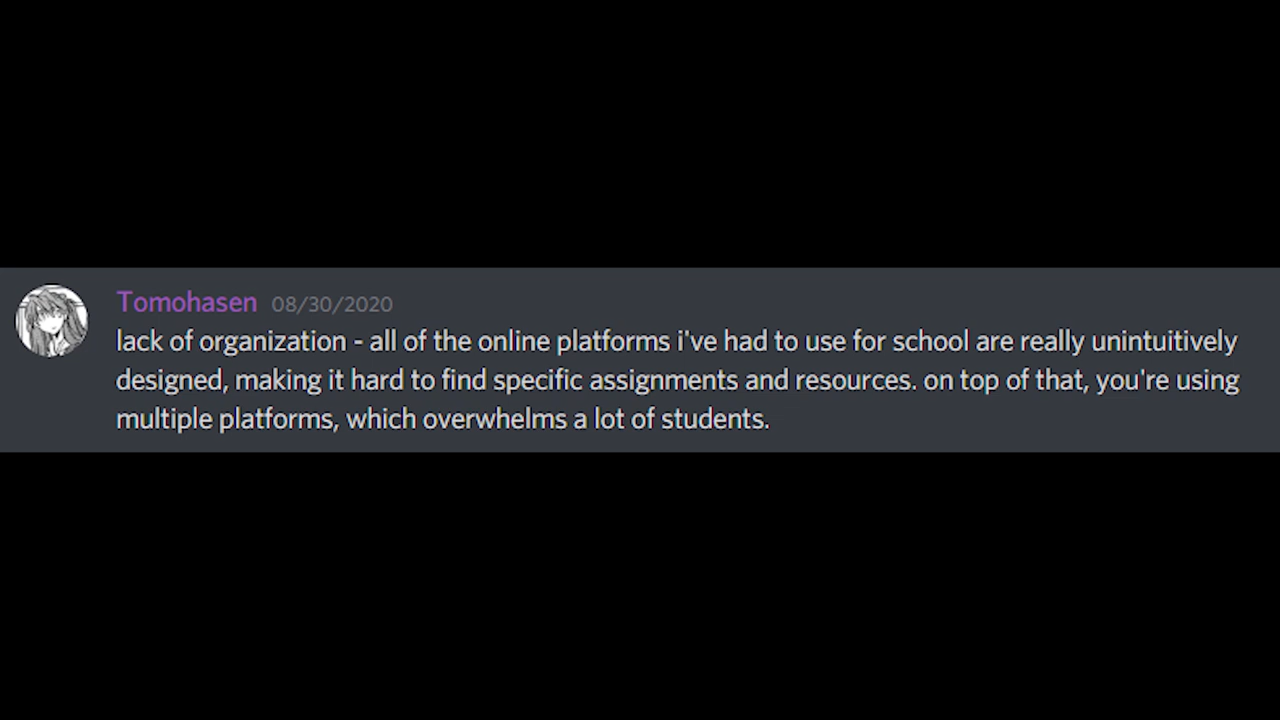 Tomohasen 08/30/2020
lack of organization - all of the online platforms i've had to use for school are really unintuitively
designed, making it hard to find specific assignments and resources. on top of that, you're using
multiple platforms, which overwhelms a lot of students.